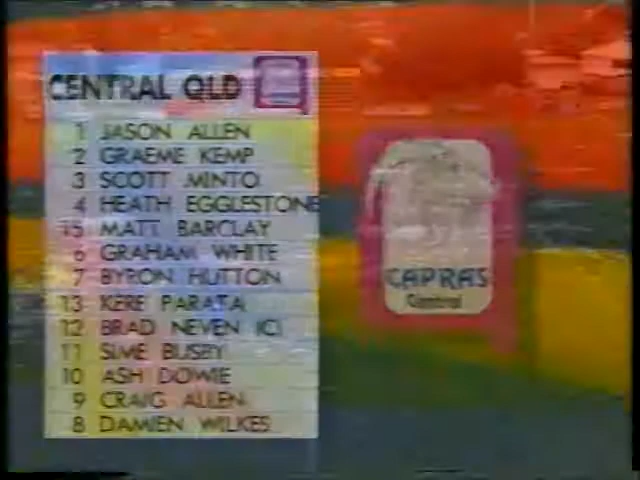 CENTRAL QLD
1 JASON ALLEN
2 GRAEME KEMP
3 SCOTT MINTO
4 HEATH EGGLESTONE
15 MATT BARCLAY
6 GRAHAM WHITE
7 BYRON HUTTON
13 KERE PARATA
12 BRAD NEVEN (C)
11 SIME BUSBY
10 ASH DOWIE
9 CRAIG ALLEN
8 DAMIEN WILKES
CAPRAS
Central